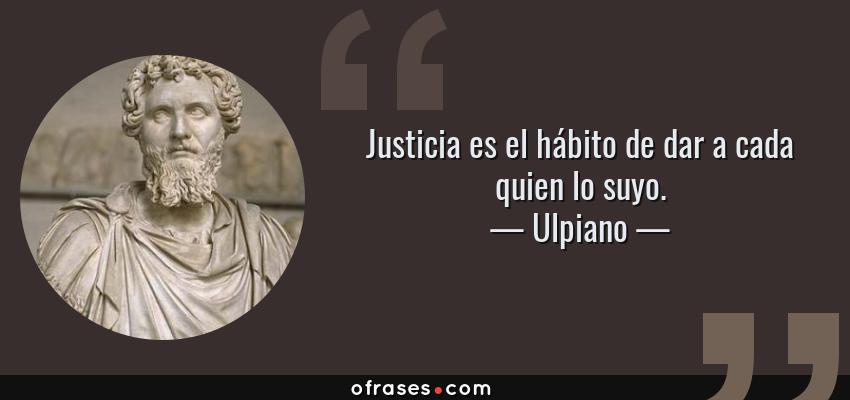 Justicia es el hábito de dar a cada
quien lo suyo.
— Ulpiano —
ofrases.com